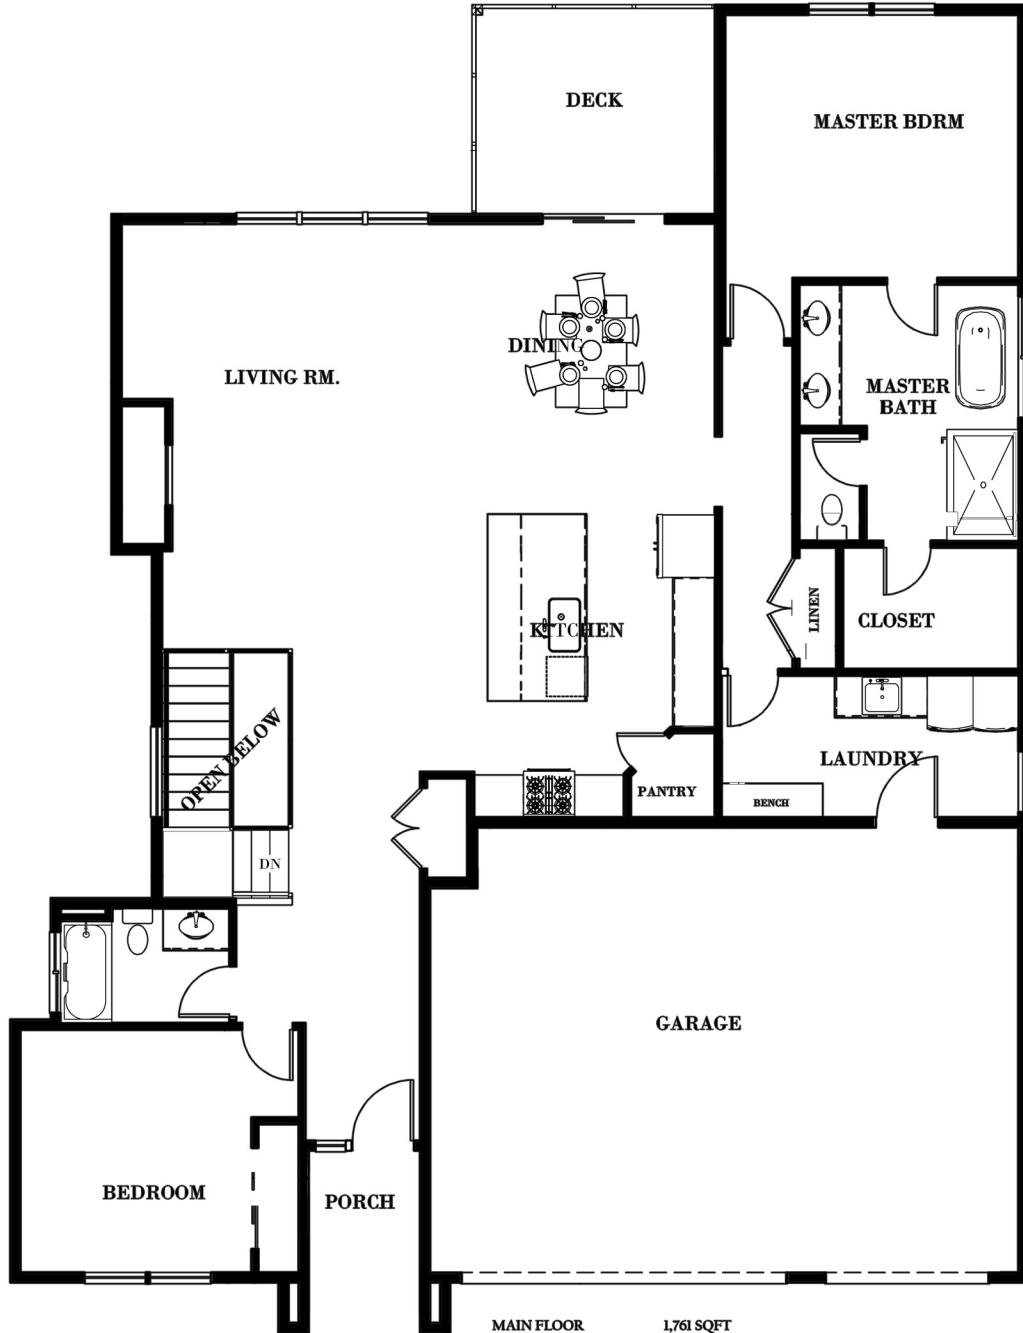 DECK
MASTER BDRM
DINING
LIVING RM.
MASTER
BATH
LINEN
CLOSET
KITCHEN
OPEN BELOW
LAUNDRY
PANTRY
BENCH
DN
GARAGE
BEDROOM
PORCH
MAIN FLOOR 1,761 SQFT